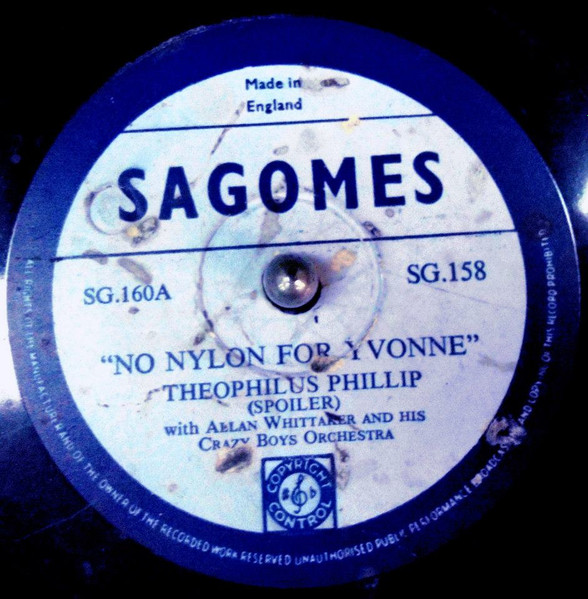 Made in
England
SAGOMES
SG.160A
SG.158
"NO NYLON FOR YVONNE"
THEOPHILUS PHILLIP
(SPOILER)
with ALLAN WHITTAKER AND HIS
CRAZY BOYS ORCHESTRA
COPYRIGHT
CONTROL
ALL RIGHTS OF THE MANUFACTURER AND OF THE OWNER OF THE RECORDED WORK RESERVED UNAUTHORISED PUBLIC PERFORMANCE BROADCASTING AND COPYING OF THIS RECORD PROHIBITED